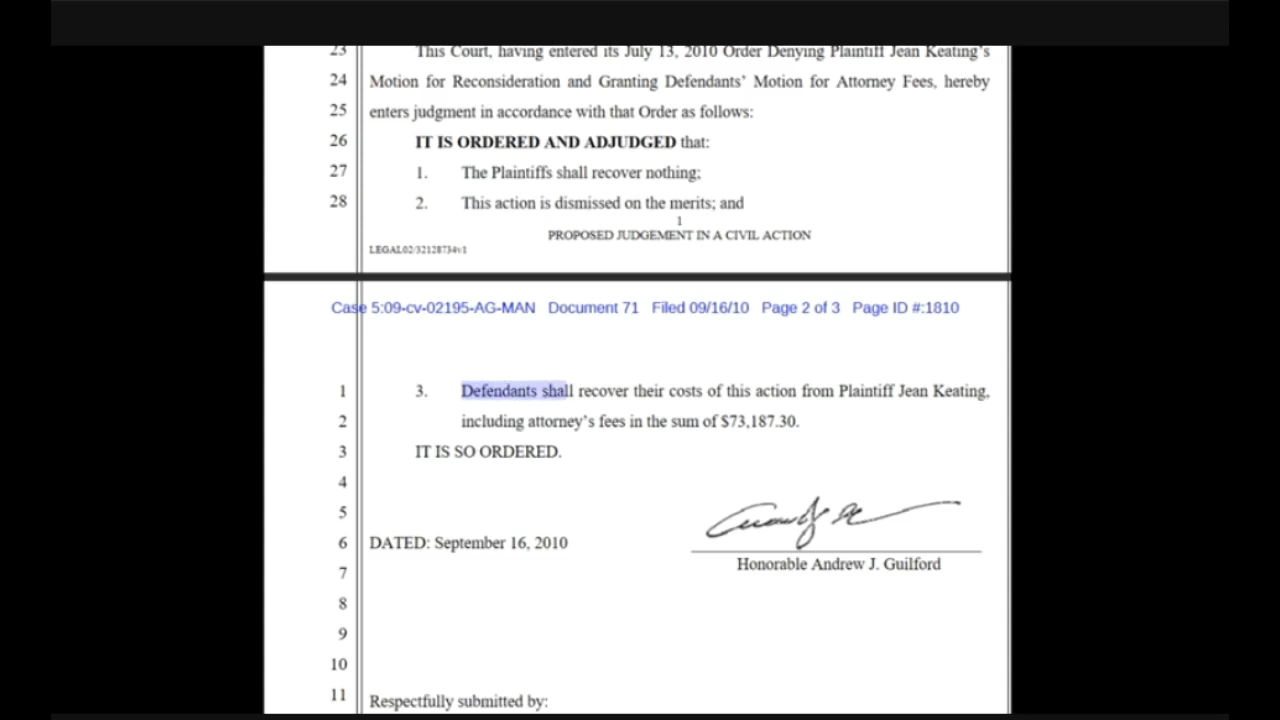 23 This Court, having entered its July 13, 2010 Order Denying Plaintiff Jean Keating's
24 Motion for Reconsideration and Granting Defendants' Motion for Attorney Fees, hereby
25 enters judgment in accordance with that Order as follows:
26 IT IS ORDERED AND ADJUDGED that:
27 1. The Plaintiffs shall recover nothing;
28 2. This action is dismissed on the merits; and
1
PROPOSED JUDGEMENT IN A CIVIL ACTION
LEGAL02/32128734v1
Case 5:09-cv-02195-AG-MAN Document 71 Filed 09/16/10 Page 2 of 3 Page ID #:1810
1 3. Defendants shall recover their costs of this action from Plaintiff Jean Keating,
2 including attorney's fees in the sum of $73,187.30.
3 IT IS SO ORDERED.
4
5
6 DATED: September 16, 2010
Honorable Andrew J. Guilford
7
8
9
10
11 Respectfully submitted by: